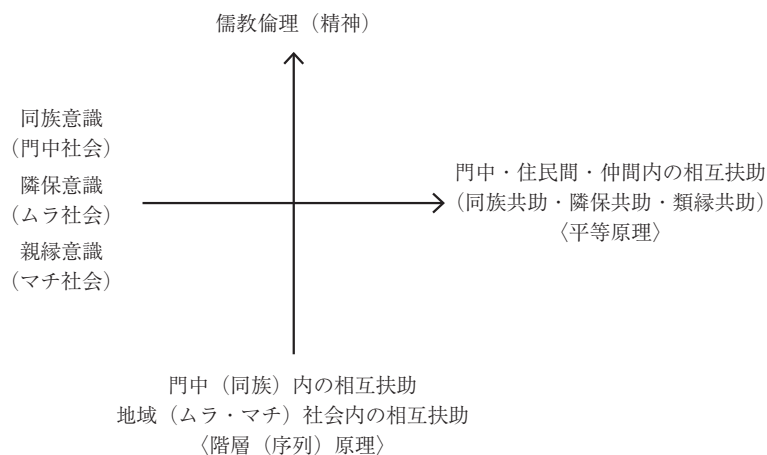 儒教倫理（精神）
同族意識
（門中社会）
隣保意識
（ムラ社会）
親縁意識
（マチ社会）
門中・住民間・仲間内の相互扶助
（同族共助・隣保共助・類縁共助）
〈平等原理〉
門中（同族）内の相互扶助
地域（ムラ・マチ）社会内の相互扶助
〈階層（序列）原理〉